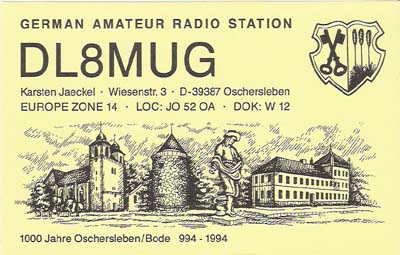 GERMAN AMATEUR RADIO STATION
DL8MUG
Karsten Jaeckel · Wiesenstr. 3 · D-39387 Oschersleben
EUROPE ZONE 14 · LOC: JO 52 OA · DOK: W 12
1000 Jahre Oschersleben/Bode 994-1994